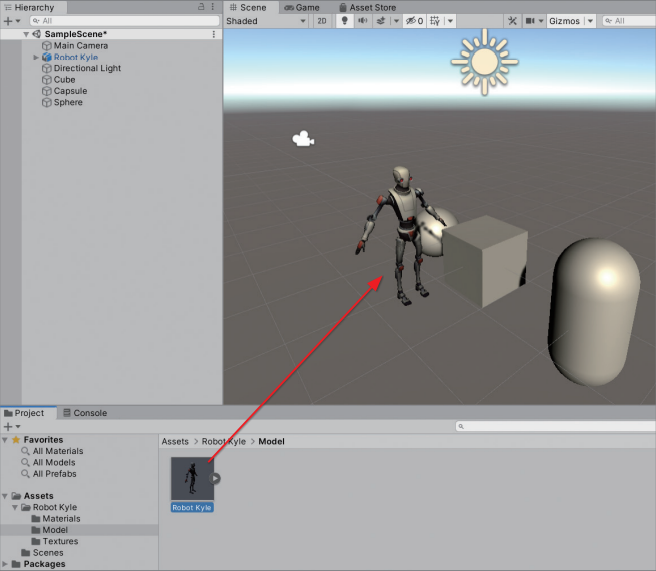 Hierarchy
Scene
Game
Asset Store
All
Shaded
2D
0
Gizmos
All
SampleScene*
Main Camera
Robot Kyle
Directional Light
Cube
Capsule
Sphere
Project
Console
Favorites
All Materials
All Models
All Prefabs
Assets
Robot Kyle
Materials
Model
Textures
Scenes
Packages
Assets > Robot Kyle > Model
Robot Kyle